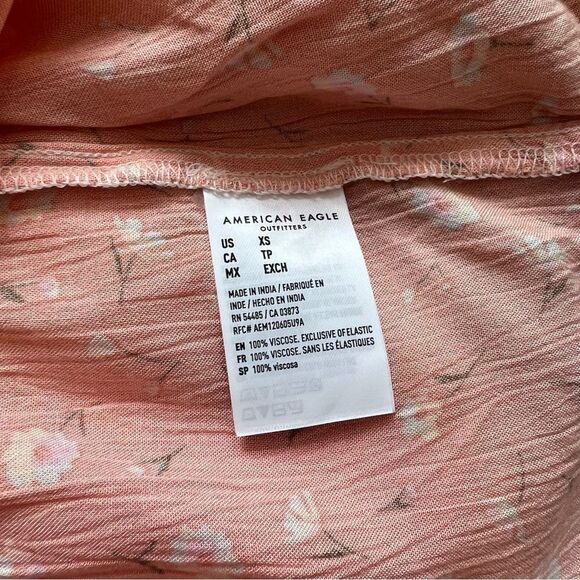 AMERICAN EAGLE
OUTFITTERS
US XS
CA TP
MX EXCH
MADE IN INDIA / FABRIQUÉ EN
INDE / HECHO EN INDIA
RN 54485 / CA 03873
RFC# AEM120605U9A
EN 100% VISCOSE. EXCLUSIVE OF ELASTIC
FR 100% VISCOSE. SANS LES ÉLASTIQUES
SP 100% viscosa